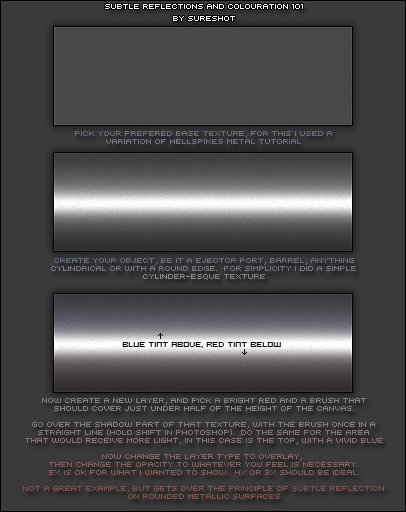 SUBTLE REFLECTIONS AND COLOURATION 101
BY SURESHOT
PICK YOUR PREFERED BASE TEXTURE, FOR THIS I USED A
VARIATION OF HELLSPIKES METAL TUTORIAL
CREATE YOUR OBJECT, BE IT A EJECTOR PORT, BARREL, ANYTHING
CYLINDRICAL OR WITH A ROUND EDGE. FOR SIMPLICITY I DID A SIMPLE
CYLINDER-ESQUE TEXTURE
BLUE TINT ABOVE, RED TINT BELOW
NOW CREATE A NEW LAYER, AND PICK A BRIGHT RED AND A BRUSH THAT
SHOULD COVER JUST UNDER HALF OF THE HEIGHT OF THE CANVAS.
GO OVER THE SHADOW PART OF THAT TEXTURE, WITH THE BRUSH ONCE IN A
STRAIGHT LINE (HOLD SHIFT IN PHOTOSHOP). DO THE SAME FOR THE AREA
THAT WOULD RECEIVE MORE LIGHT, IN THIS CASE IS THE TOP, WITH A VIVID BLUE
NOW CHANGE THE LAYER TYPE TO OVERLAY,
THEN CHANGE THE OPACITY TO WHATEVER YOU FEEL IS NECESSARY.
5% IS OK FOR WHAT I WANTED TO SHOW. 4% OR 3% SHOULD BE IDEAL.
NOT A GREAT EXAMPLE, BUT GETS OVER THE PRINCIPLE OF SUBTLE REFLECTION
ON ROUNDED METALLIC SURFACES